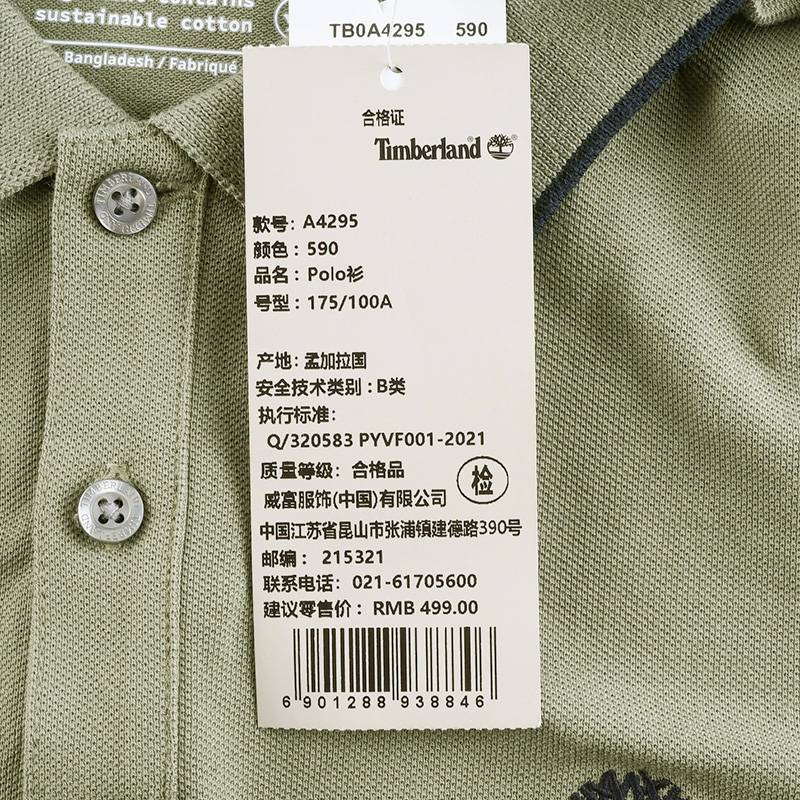 sustainable cotton
Bangladesh / Fabriqué
TB0A4295 590
合格证
Timberland
款号: A4295
颜色: 590
品名: Polo衫
号型: 175/100A
产地: 孟加拉国
安全技术类别: B类
执行标准:
Q/320583 PYVF001-2021
质量等级: 合格品
检
威富服饰(中国)有限公司
中国江苏省昆山市张浦镇建德路390号
邮编: 215321
联系电话: 021-61705600
建议零售价: RMB 499.00
6 901288 938846